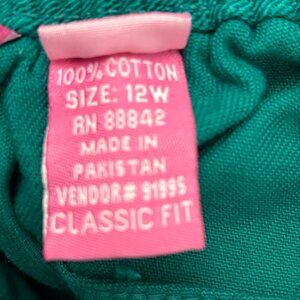 100% COTTON
SIZE: 12W
RN 88842
MADE IN
PAKISTAN
VENDOR# 91995
CLASSIC FIT